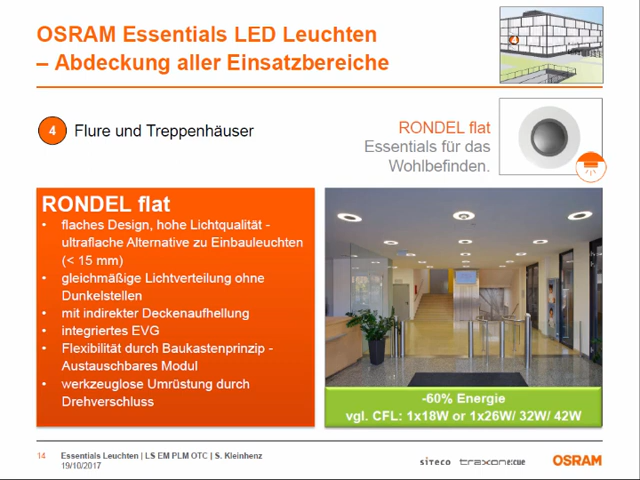 OSRAM Essentials LED Leuchten
– Abdeckung aller Einsatzbereiche
4 Flure und Treppenhäuser
RONDEL flat
Essentials für das
Wohlbefinden.
RONDEL flat
• flaches Design, hohe Lichtqualität -
ultraflache Alternative zu Einbauleuchten
(< 15 mm)
• gleichmäßige Lichtverteilung ohne
Dunkelstellen
• mit indirekter Deckenaufhellung
• integriertes EVG
• Flexibilität durch Baukastenprinzip -
Austauschbares Modul
• werkzeuglose Umrüstung durch
Drehverschluss
-60% Energie
vgl. CFL: 1x18W or 1x26W/ 32W/ 42W
14 Essentials Leuchten | LS EM PLM OTC | S. Kleinhenz
19/10/2017
siteco traxon e:cue OSRAM